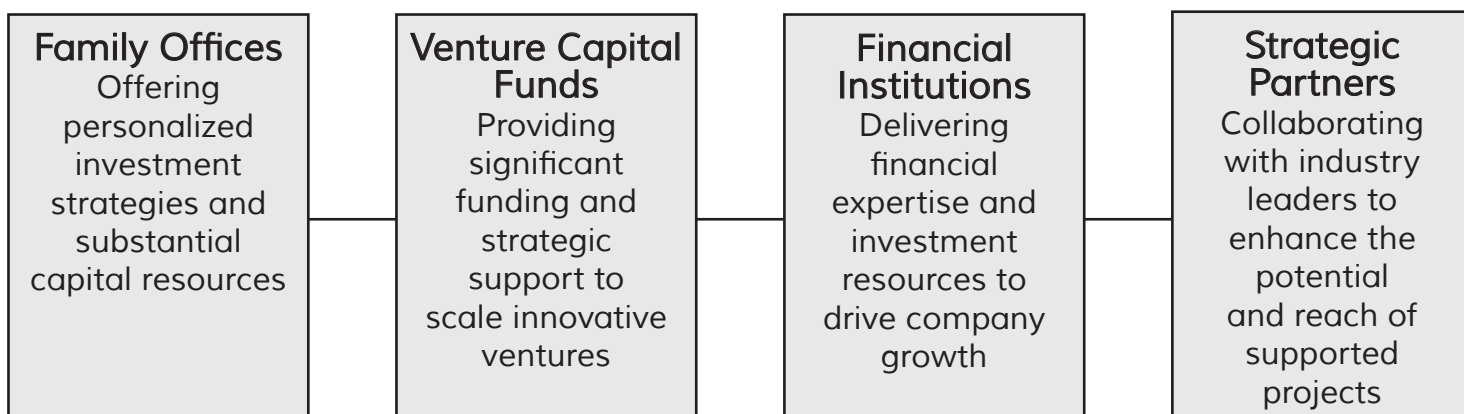 Family Offices
Offering
personalized
investment
strategies and
substantial
capital resources
Venture Capital
Funds
Providing
significant
funding and
strategic
support to
scale innovative
ventures
Financial
Institutions
Delivering
financial
expertise and
investment
resources to
drive company
growth
Strategic
Partners
Collaborating
with industry
leaders to
enhance the
potential
and reach of
supported
projects